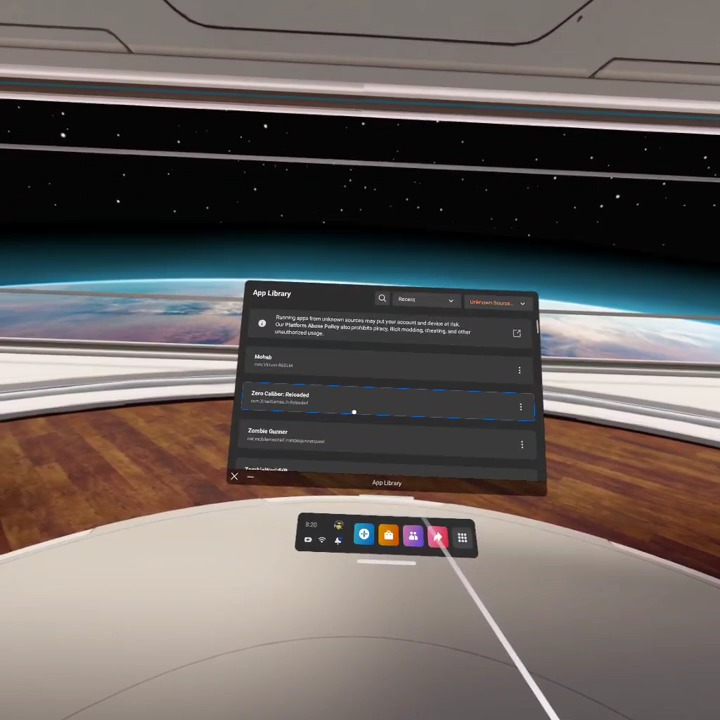 App Library
Recent
Unknown Source...
Running apps from unknown sources may put your account and device at risk.
Our Platform Abuse Policy also prohibits piracy, illicit modding, cheating, and other
unauthorized usage.
Mohab
Zero Caliber: Reloaded
Zombie Gunner
App Library
8:20